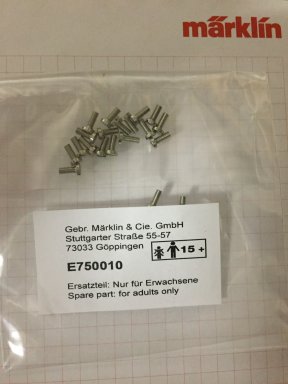 märklin
Gebr. Märklin & Cie. GmbH
Stuttgarter Straße 55-57
73033 Göppingen
15 +
E750010
Ersatzteil: Nur für Erwachsene
Spare part: for adults only